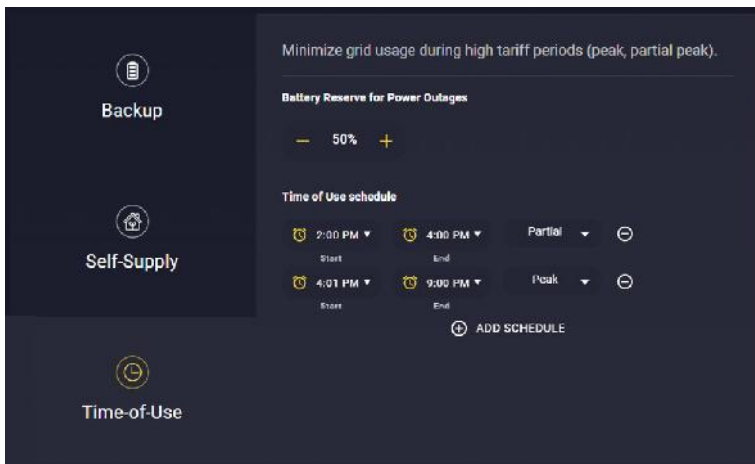 Minimize grid usage during high tariff periods (peak, partial peak).
Backup
Battery Reserve for Power Outages
− 50% +
Time of Use schedule
Self-Supply
2:00 PM 4:00 PM Partial
Start End
4:01 PM 9:00 PM Peak
Start End
ADD SCHEDULE
Time-of-Use